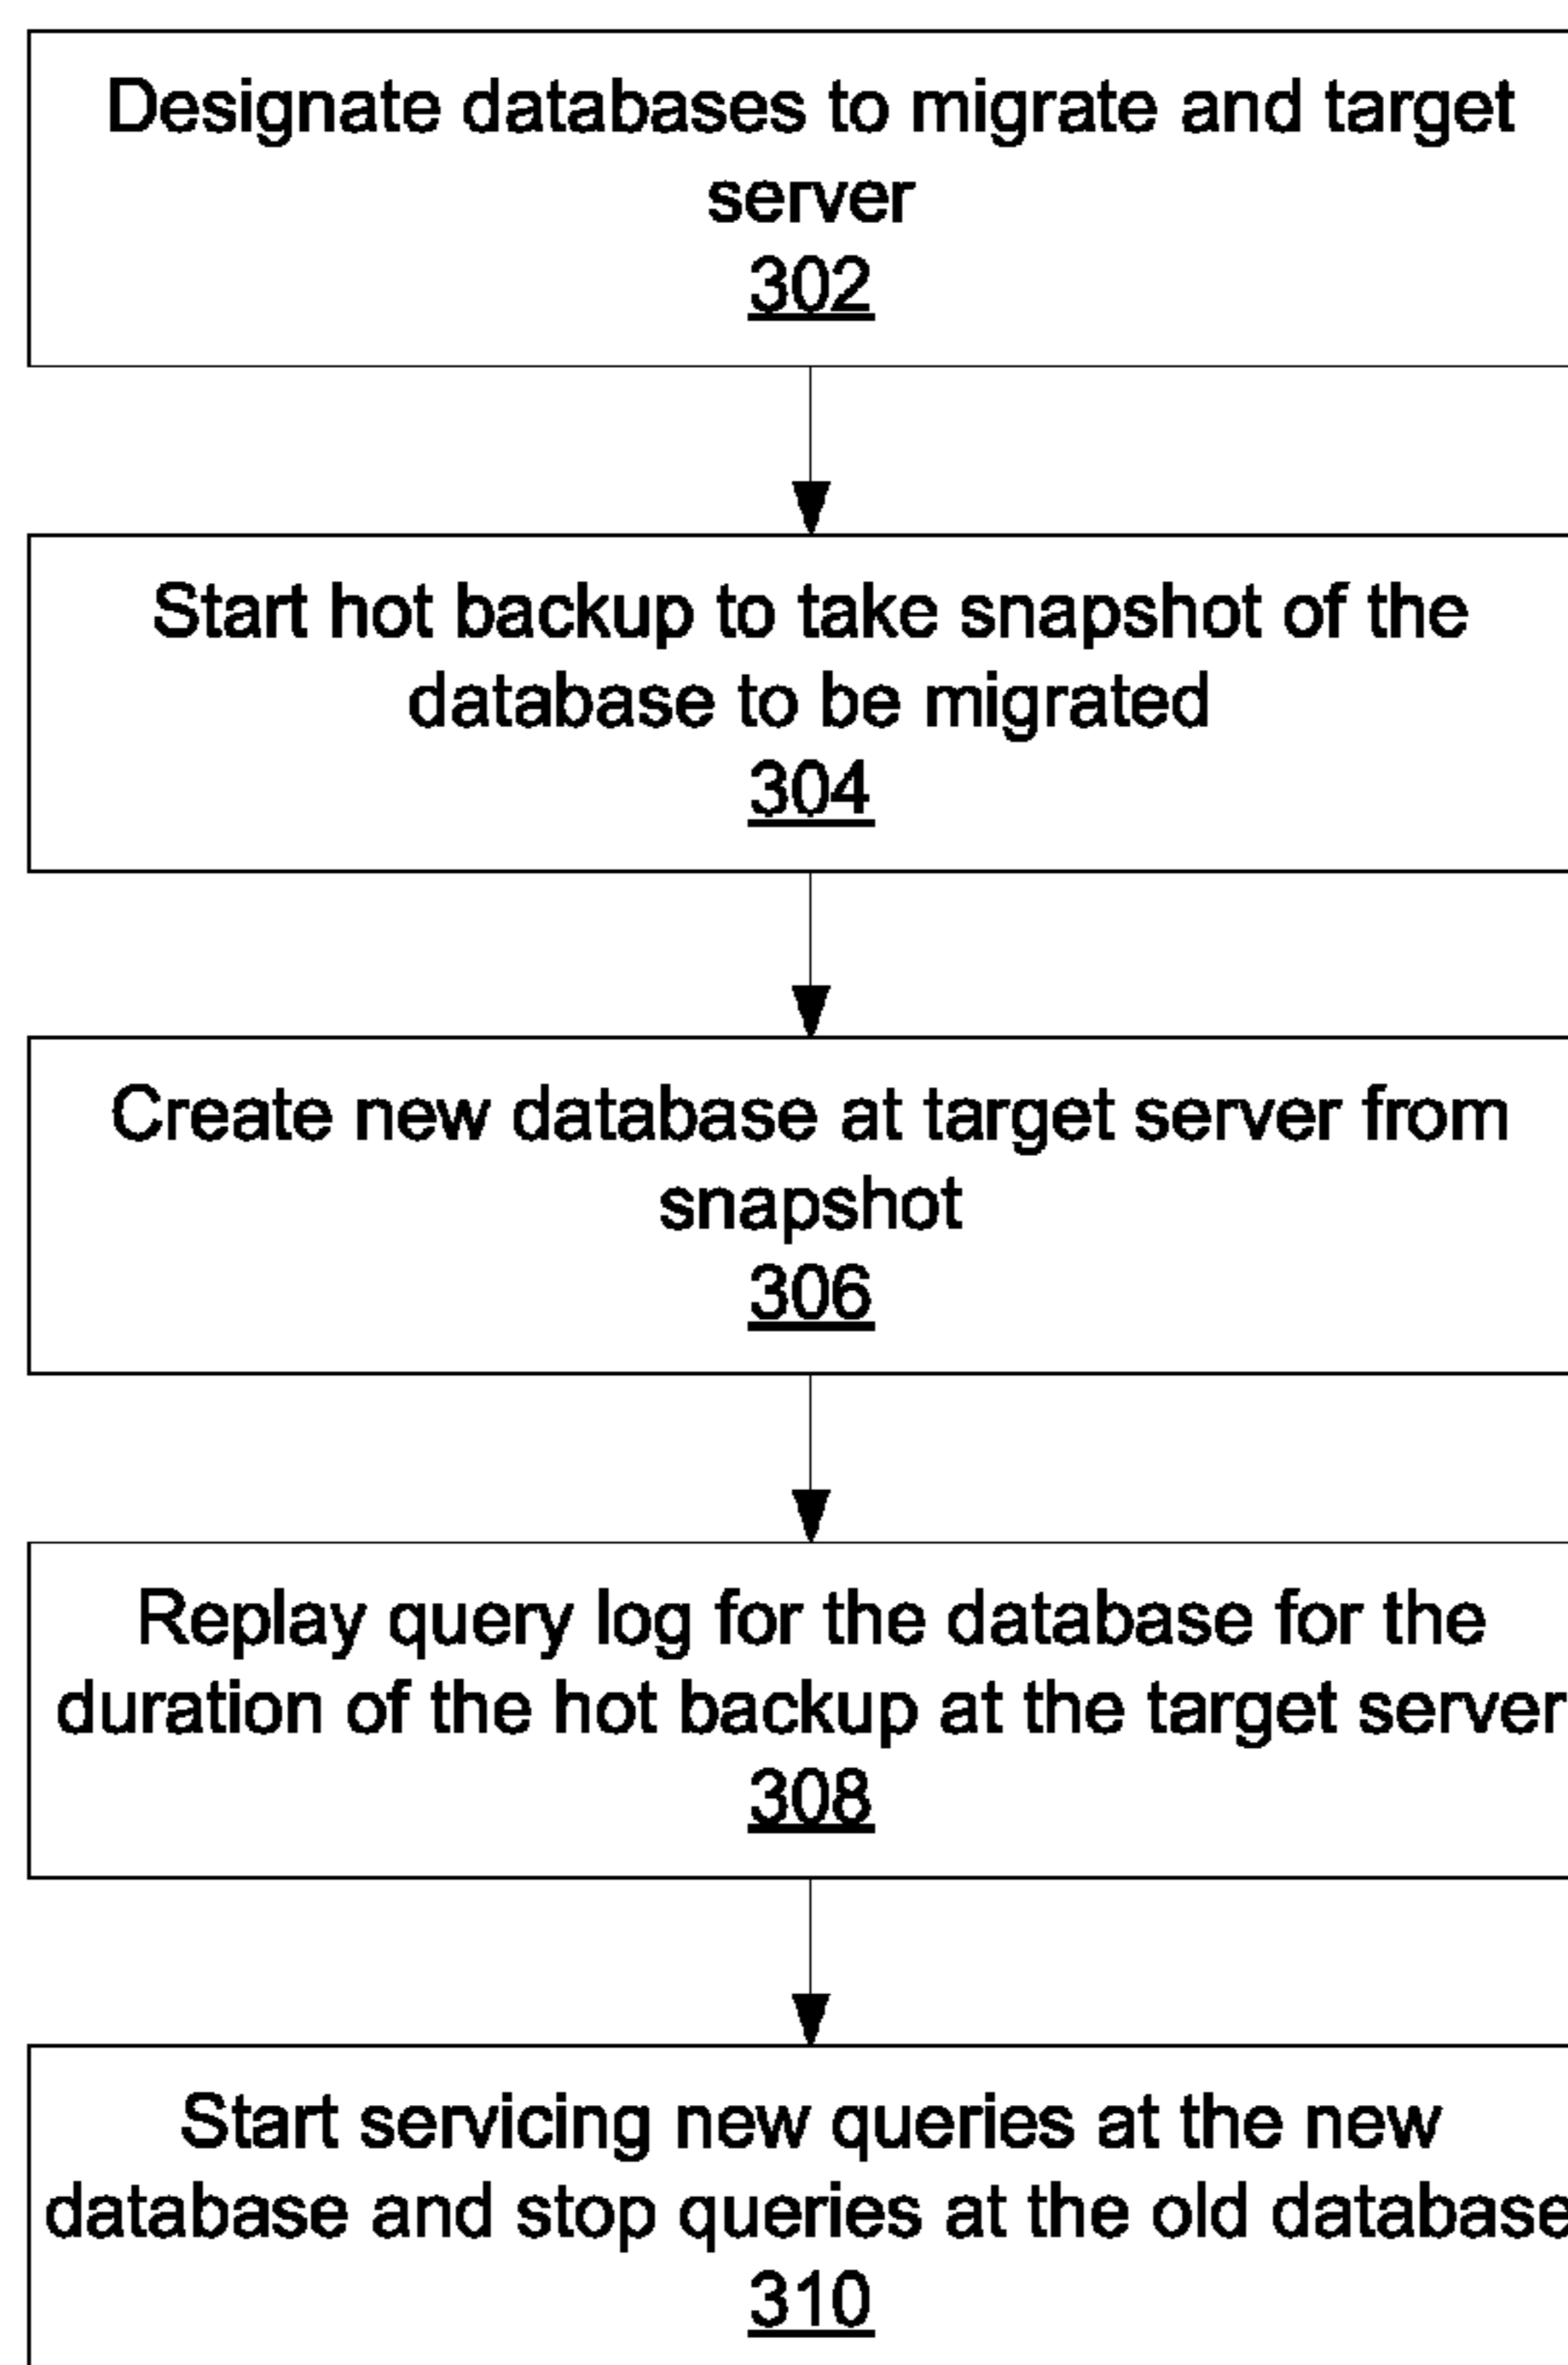 Designate databases to migrate and target
server
302
Start hot backup to take snapshot of the
database to be migrated
304
Create new database at target server from
snapshot
306
Replay query log for the database for the
duration of the hot backup at the target server
308
Start servicing new queries at the new
database and stop queries at the old database
310